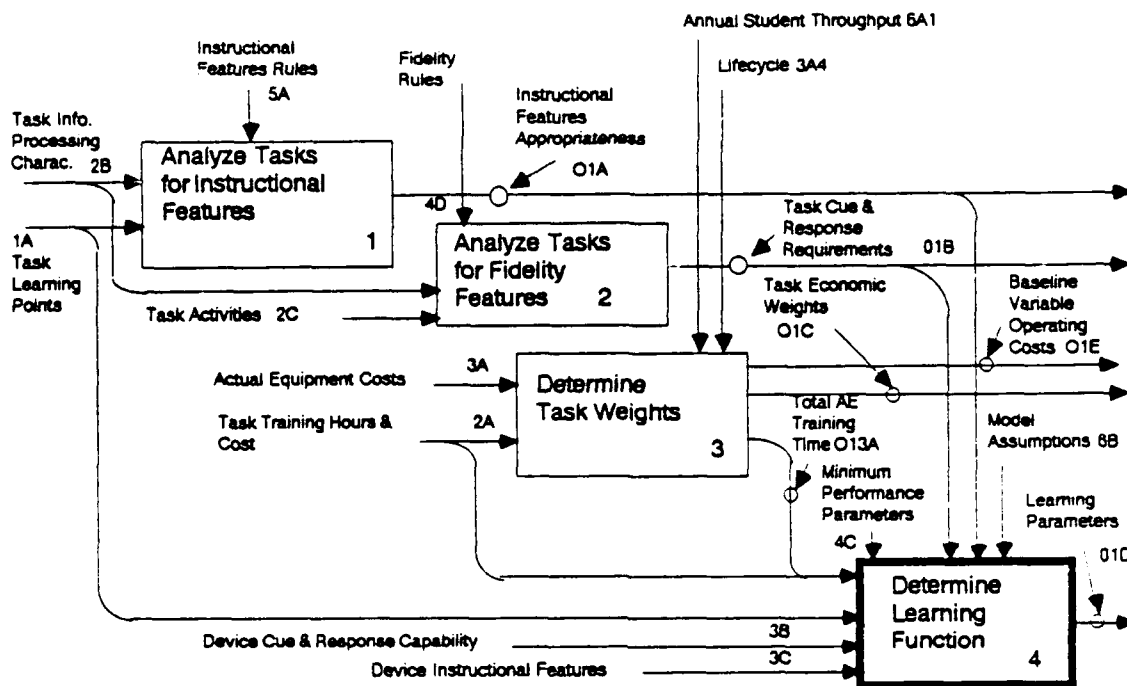 Annual Student Throughput 6A1
Instructional
Features Rules
5A
Fidelity
Rules
Lifecycle 3A4
Instructional
Features
Appropriateness
O1A
Task Info.
Processing
Charac. 2B
Analyze Tasks
for Instructional
Features
1
4D
1A
Task
Learning
Points
Analyze Tasks
for Fidelity
Features
2
Task Cue &
Response
Requirements
01B
Task Activities 2C
Task Economic
Weights
O1C
Baseline
Variable
Operating
Costs O1E
Actual Equipment Costs
3A
Determine
Task Weights
3
Task Training Hours &
Cost
2A
Total AE
Training
Time O13A
Model
Assumptions 6B
Minimum
Performance
Parameters
4C
Learning
Parameters
01D
Determine
Learning
Function
4
Device Cue & Response Capability
3B
Device Instructional Features
3C